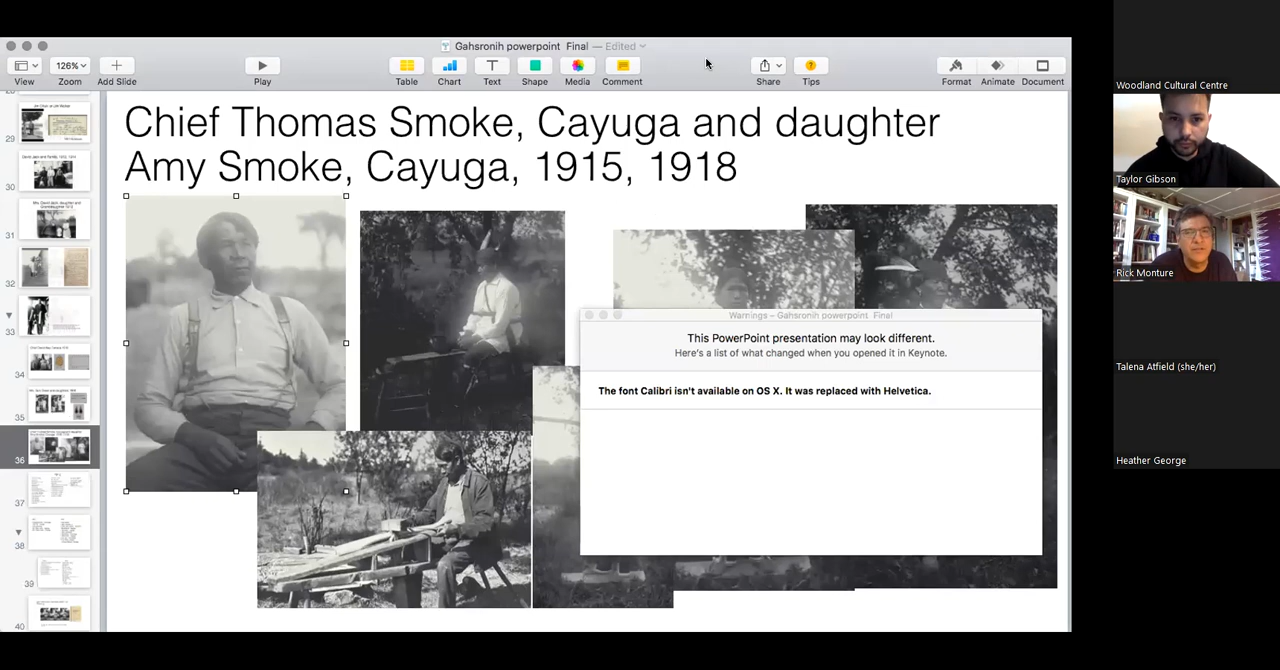 Gahsronih powerpoint Final — Edited
126%
View
Zoom
Add Slide
Play
Table
Chart
Text
Shape
Media
Comment
Share
Tips
Format
Animate
Document
Chief Thomas Smoke, Cayuga and daughter
Amy Smoke, Cayuga, 1915, 1918
29
30
31
32
33
34
35
36
37
38
39
40
Warnings – Gahsronih powerpoint Final
This PowerPoint presentation may look different.
Here's a list of what changed when you opened it in Keynote.
The font Calibri isn't available on OS X. It was replaced with Helvetica.
Woodland Cultural Centre
Taylor Gibson
Rick Monture
Talena Atfield (she/her)
Heather George